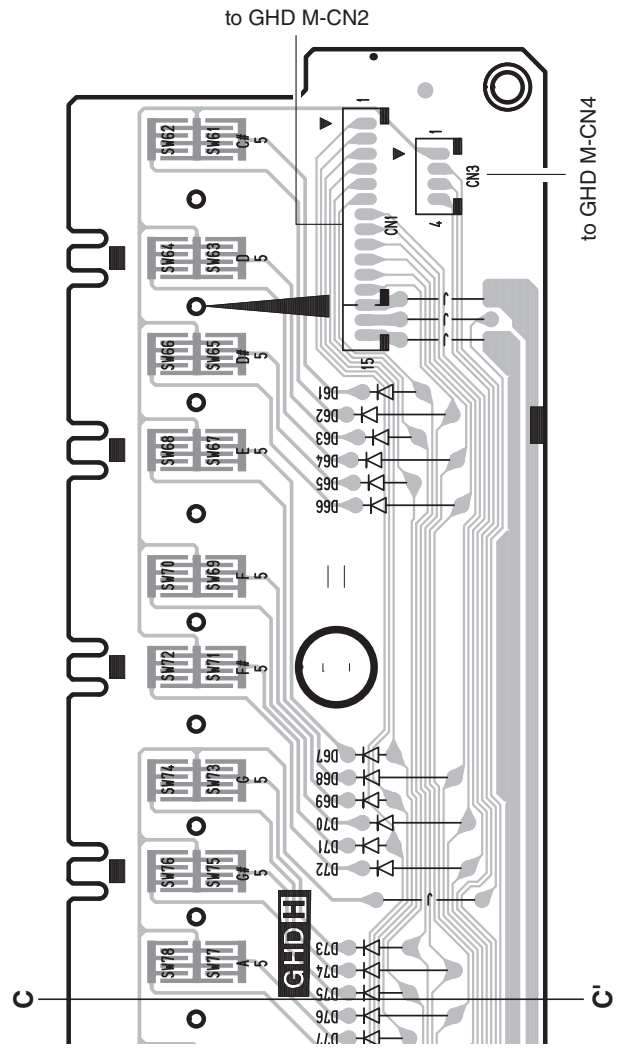 to GHD M-CN2
to GHD M-CN4
1
1
CN3
4
CN1
15
SW62
SW61
C#
5
SW64
SW63
D
5
SW66
SW65
D#
5
SW68
SW67
E
5
SW70
SW69
F
5
SW72
SW71
F#
5
SW74
SW73
G
5
SW76
SW75
G#
5
SW78
SW77
A
5
D61
D62
D63
D64
D65
D66
D67
D68
D69
D70
D71
D72
D73
D74
D75
D76
D77
J
J
J
J
GHD H
C
C'